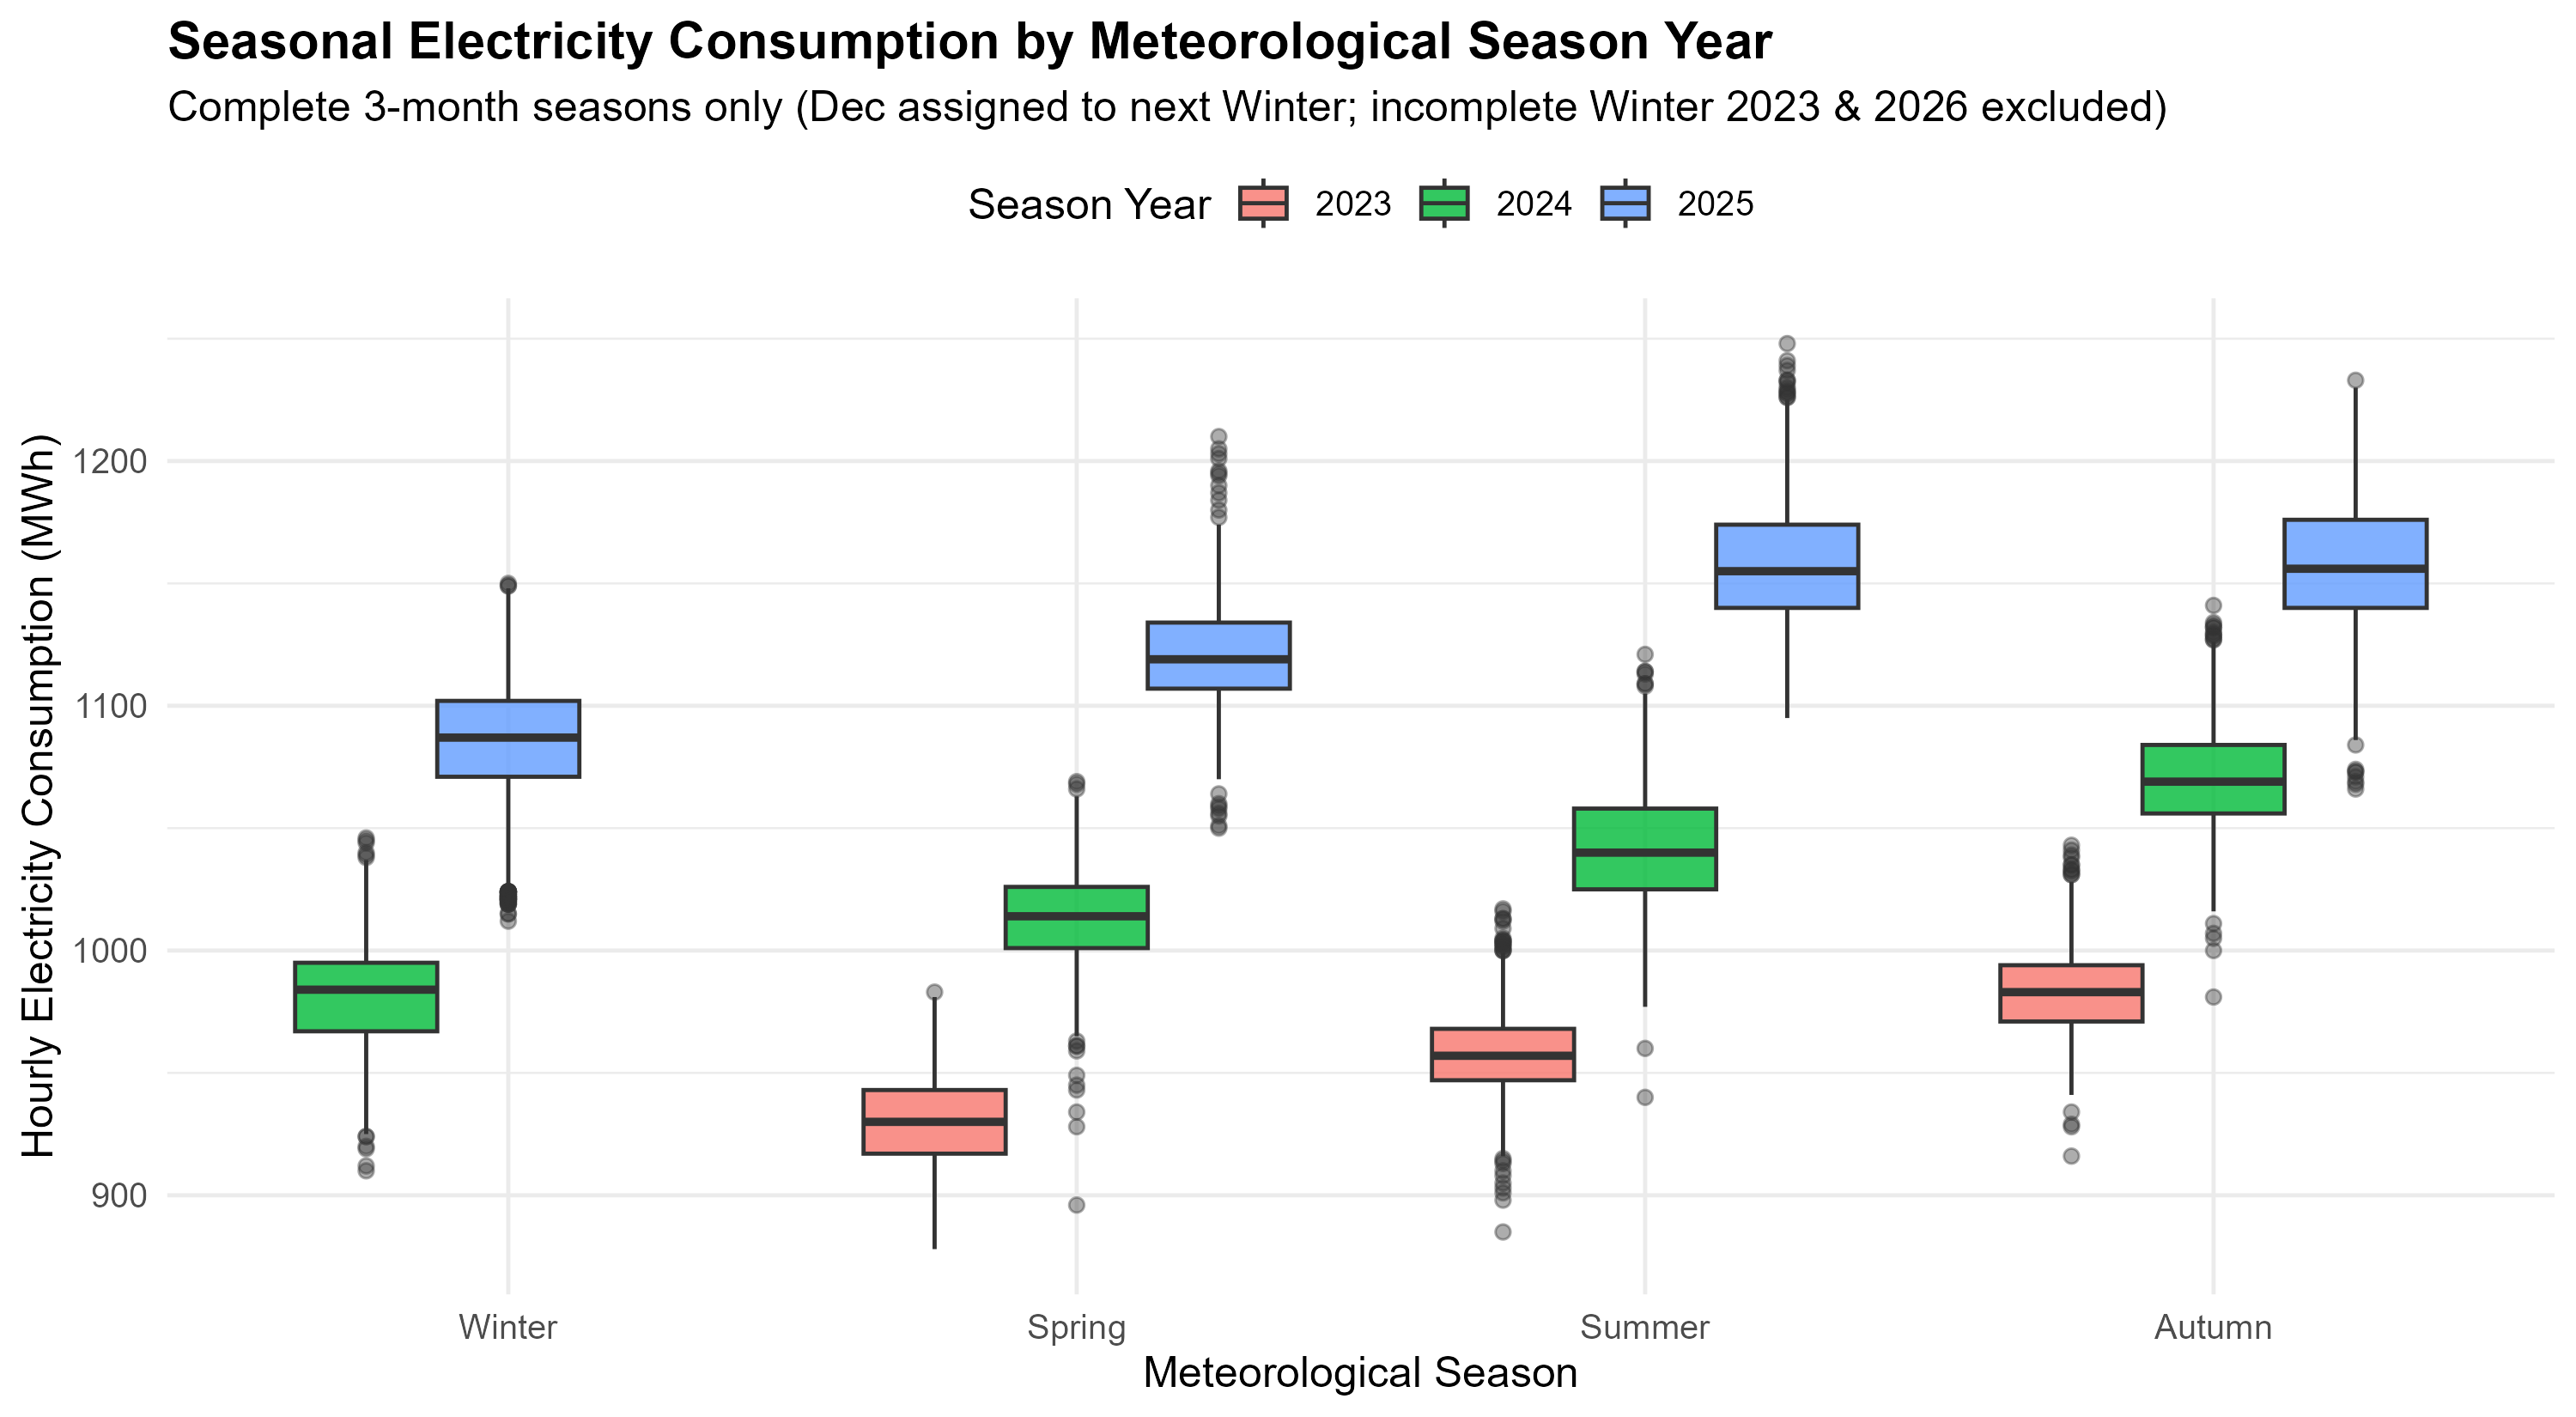 Seasonal Electricity Consumption by Meteorological Season Year
Complete 3-month seasons only (Dec assigned to next Winter; incomplete Winter 2023 & 2026 excluded)
Season Year 2023 2024 2025
Hourly Electricity Consumption (MWh)
1200
1100
1000
900
Winter Spring Summer Autumn
Meteorological Season